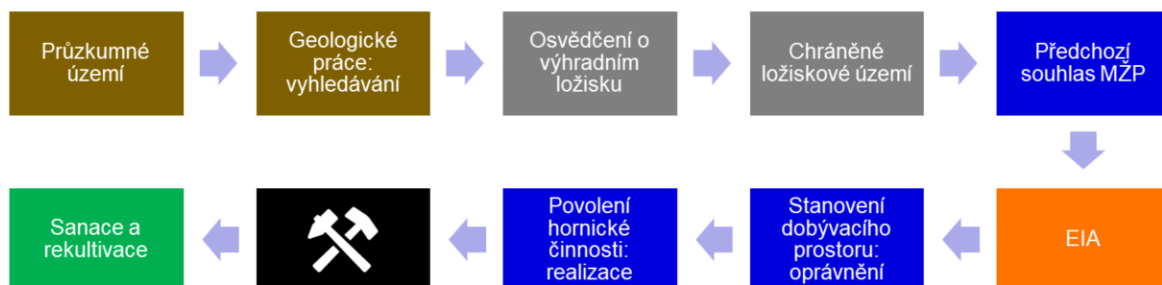 Průzkumné
území
Geologické
práce:
vyhledávání
Osvědčení o
výhradním
ložisku
Chráněné
ložiskové území
Předchozí
souhlas MŽP
EIA
Stanovení
dobývacího
prostoru:
oprávnění
Povolení
hornické
činnosti:
realizace
Sanace a
rekultivace